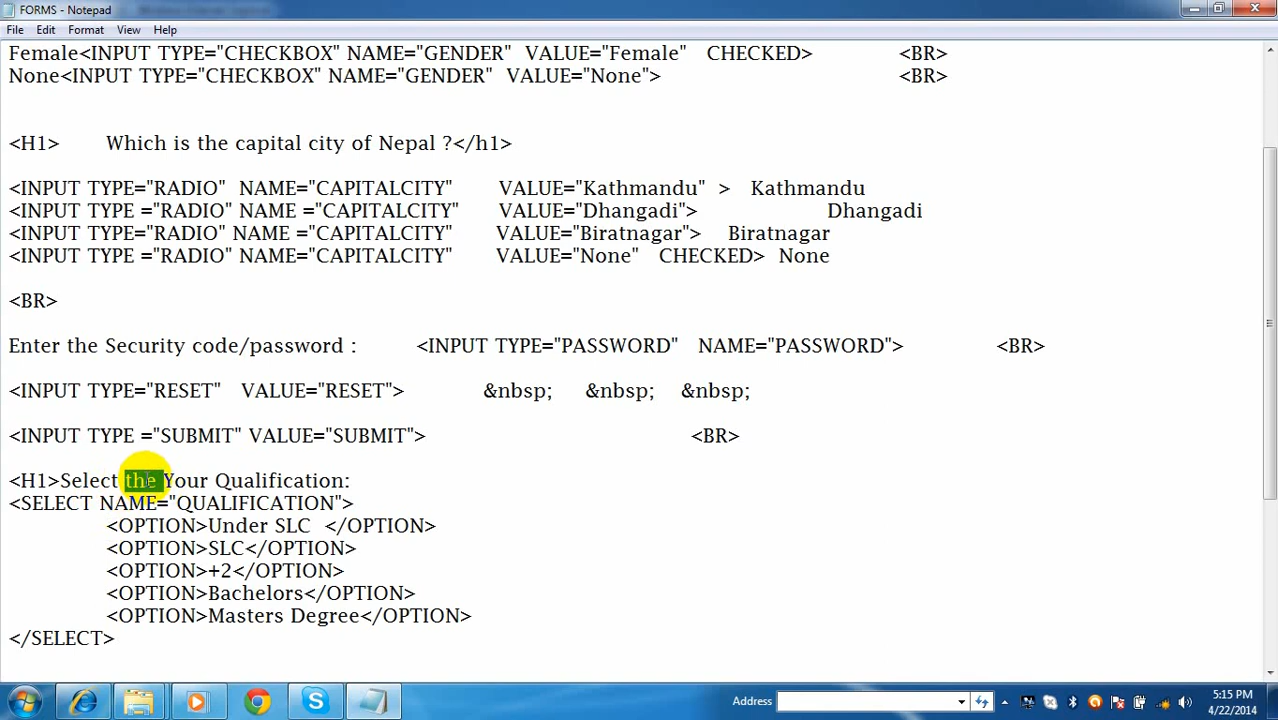 FORMS - Notepad
File Edit Format View Help
Female<INPUT TYPE="CHECKBOX" NAME="GENDER" VALUE="Female" CHECKED> <BR>
None<INPUT TYPE="CHECKBOX" NAME="GENDER" VALUE="None"> <BR>
<H1> Which is the capital city of Nepal ?</h1>
<INPUT TYPE="RADIO" NAME="CAPITALCITY" VALUE="Kathmandu" > Kathmandu
<INPUT TYPE ="RADIO" NAME ="CAPITALCITY" VALUE="Dhangadi"> Dhangadi
<INPUT TYPE ="RADIO" NAME ="CAPITALCITY" VALUE="Biratnagar"> Biratnagar
<INPUT TYPE ="RADIO" NAME="CAPITALCITY" VALUE="None" CHECKED> None
<BR>
Enter the Security code/password : <INPUT TYPE="PASSWORD" NAME="PASSWORD"> <BR>
<INPUT TYPE="RESET" VALUE="RESET"> &nbsp; &nbsp; &nbsp;
<INPUT TYPE ="SUBMIT" VALUE="SUBMIT"> <BR>
<H1>Select the Your Qualification:
<SELECT NAME="QUALIFICATION">
<OPTION>Under SLC </OPTION>
<OPTION>SLC</OPTION>
<OPTION>+2</OPTION>
<OPTION>Bachelors</OPTION>
<OPTION>Masters Degree</OPTION>
</SELECT>
Address
5:15 PM
4/22/2014